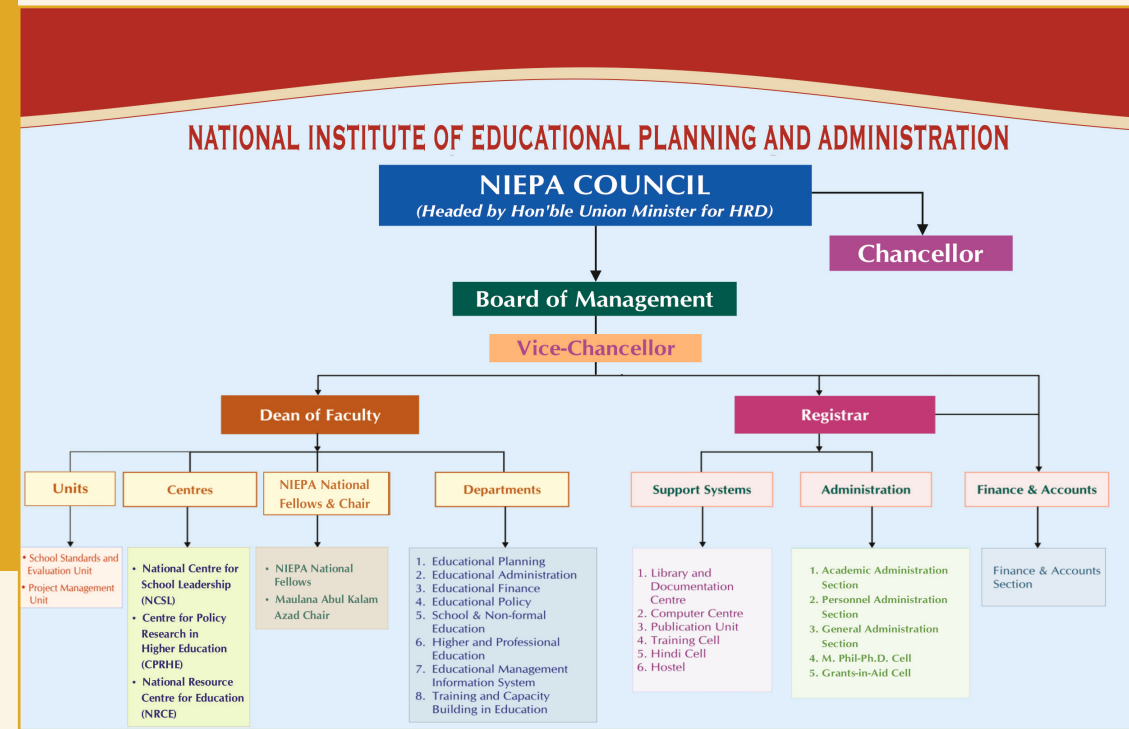 NATIONAL INSTITUTE OF EDUCATIONAL PLANNING AND ADMINISTRATION
NIEPA COUNCIL
(Headed by Hon'ble Union Minister for HRD)
Chancellor
Board of Management
Vice-Chancellor
Dean of Faculty
Registrar
Units
Centres
NIEPA National
Fellows & Chair
Departments
Support Systems
Administration
Finance & Accounts
• School Standards and
Evaluation Unit
• Project Management
Unit
• National Centre for
School Leadership
(NCSL)
• Centre for Policy
Research in
Higher Education
(CPRHE)
• National Resource
Centre for Education
(NRCE)
• NIEPA National
Fellows
• Maulana Abul Kalam
Azad Chair
1. Educational Planning
2. Educational Administration
3. Educational Finance
4. Educational Policy
5. School & Non-formal
Education
6. Higher and Professional
Education
7. Educational Management
Information System
8. Training and Capacity
Building in Education
1. Library and
Documentation
Centre
2. Computer Centre
3. Publication Unit
4. Training Cell
5. Hindi Cell
6. Hostel
1. Academic Administration
Section
2. Personnel Administration
Section
3. General Administration
Section
4. M. Phil-Ph.D. Cell
5. Grants-in-Aid Cell
Finance & Accounts
Section